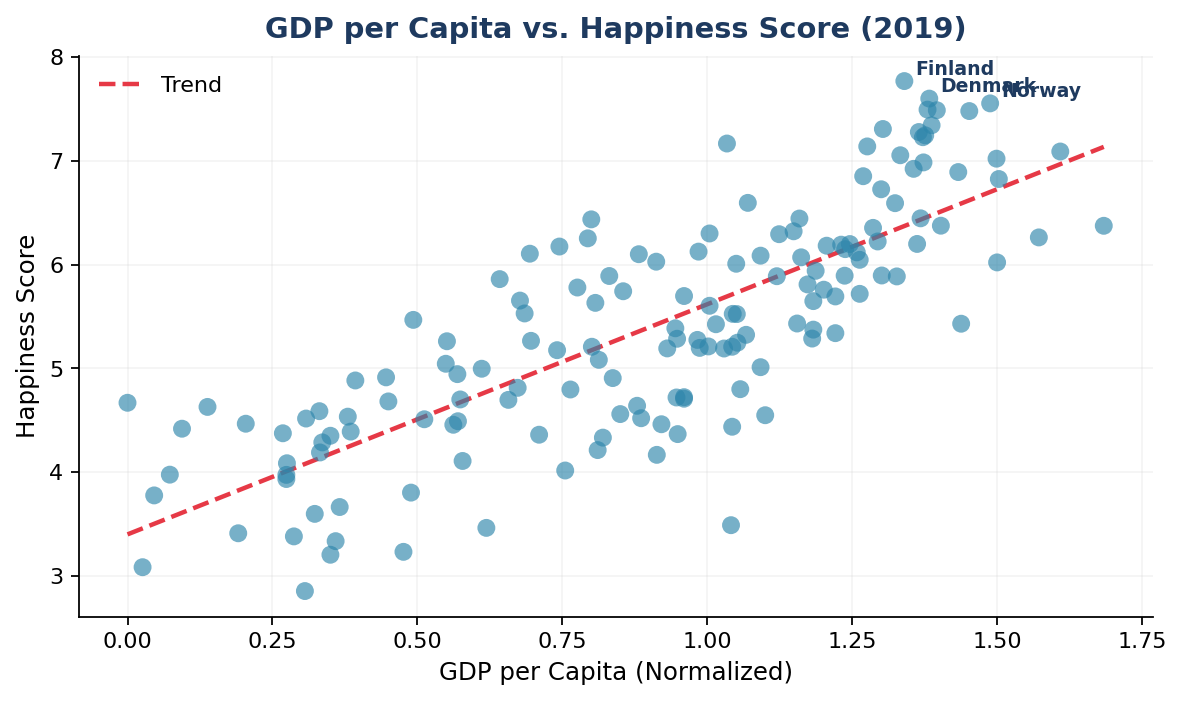 GDP per Capita vs. Happiness Score (2019)
Trend
Finland
Denmark
Norway
Happiness Score
8
7
6
5
4
3
0.00 0.25 0.50 0.75 1.00 1.25 1.50 1.75
GDP per Capita (Normalized)